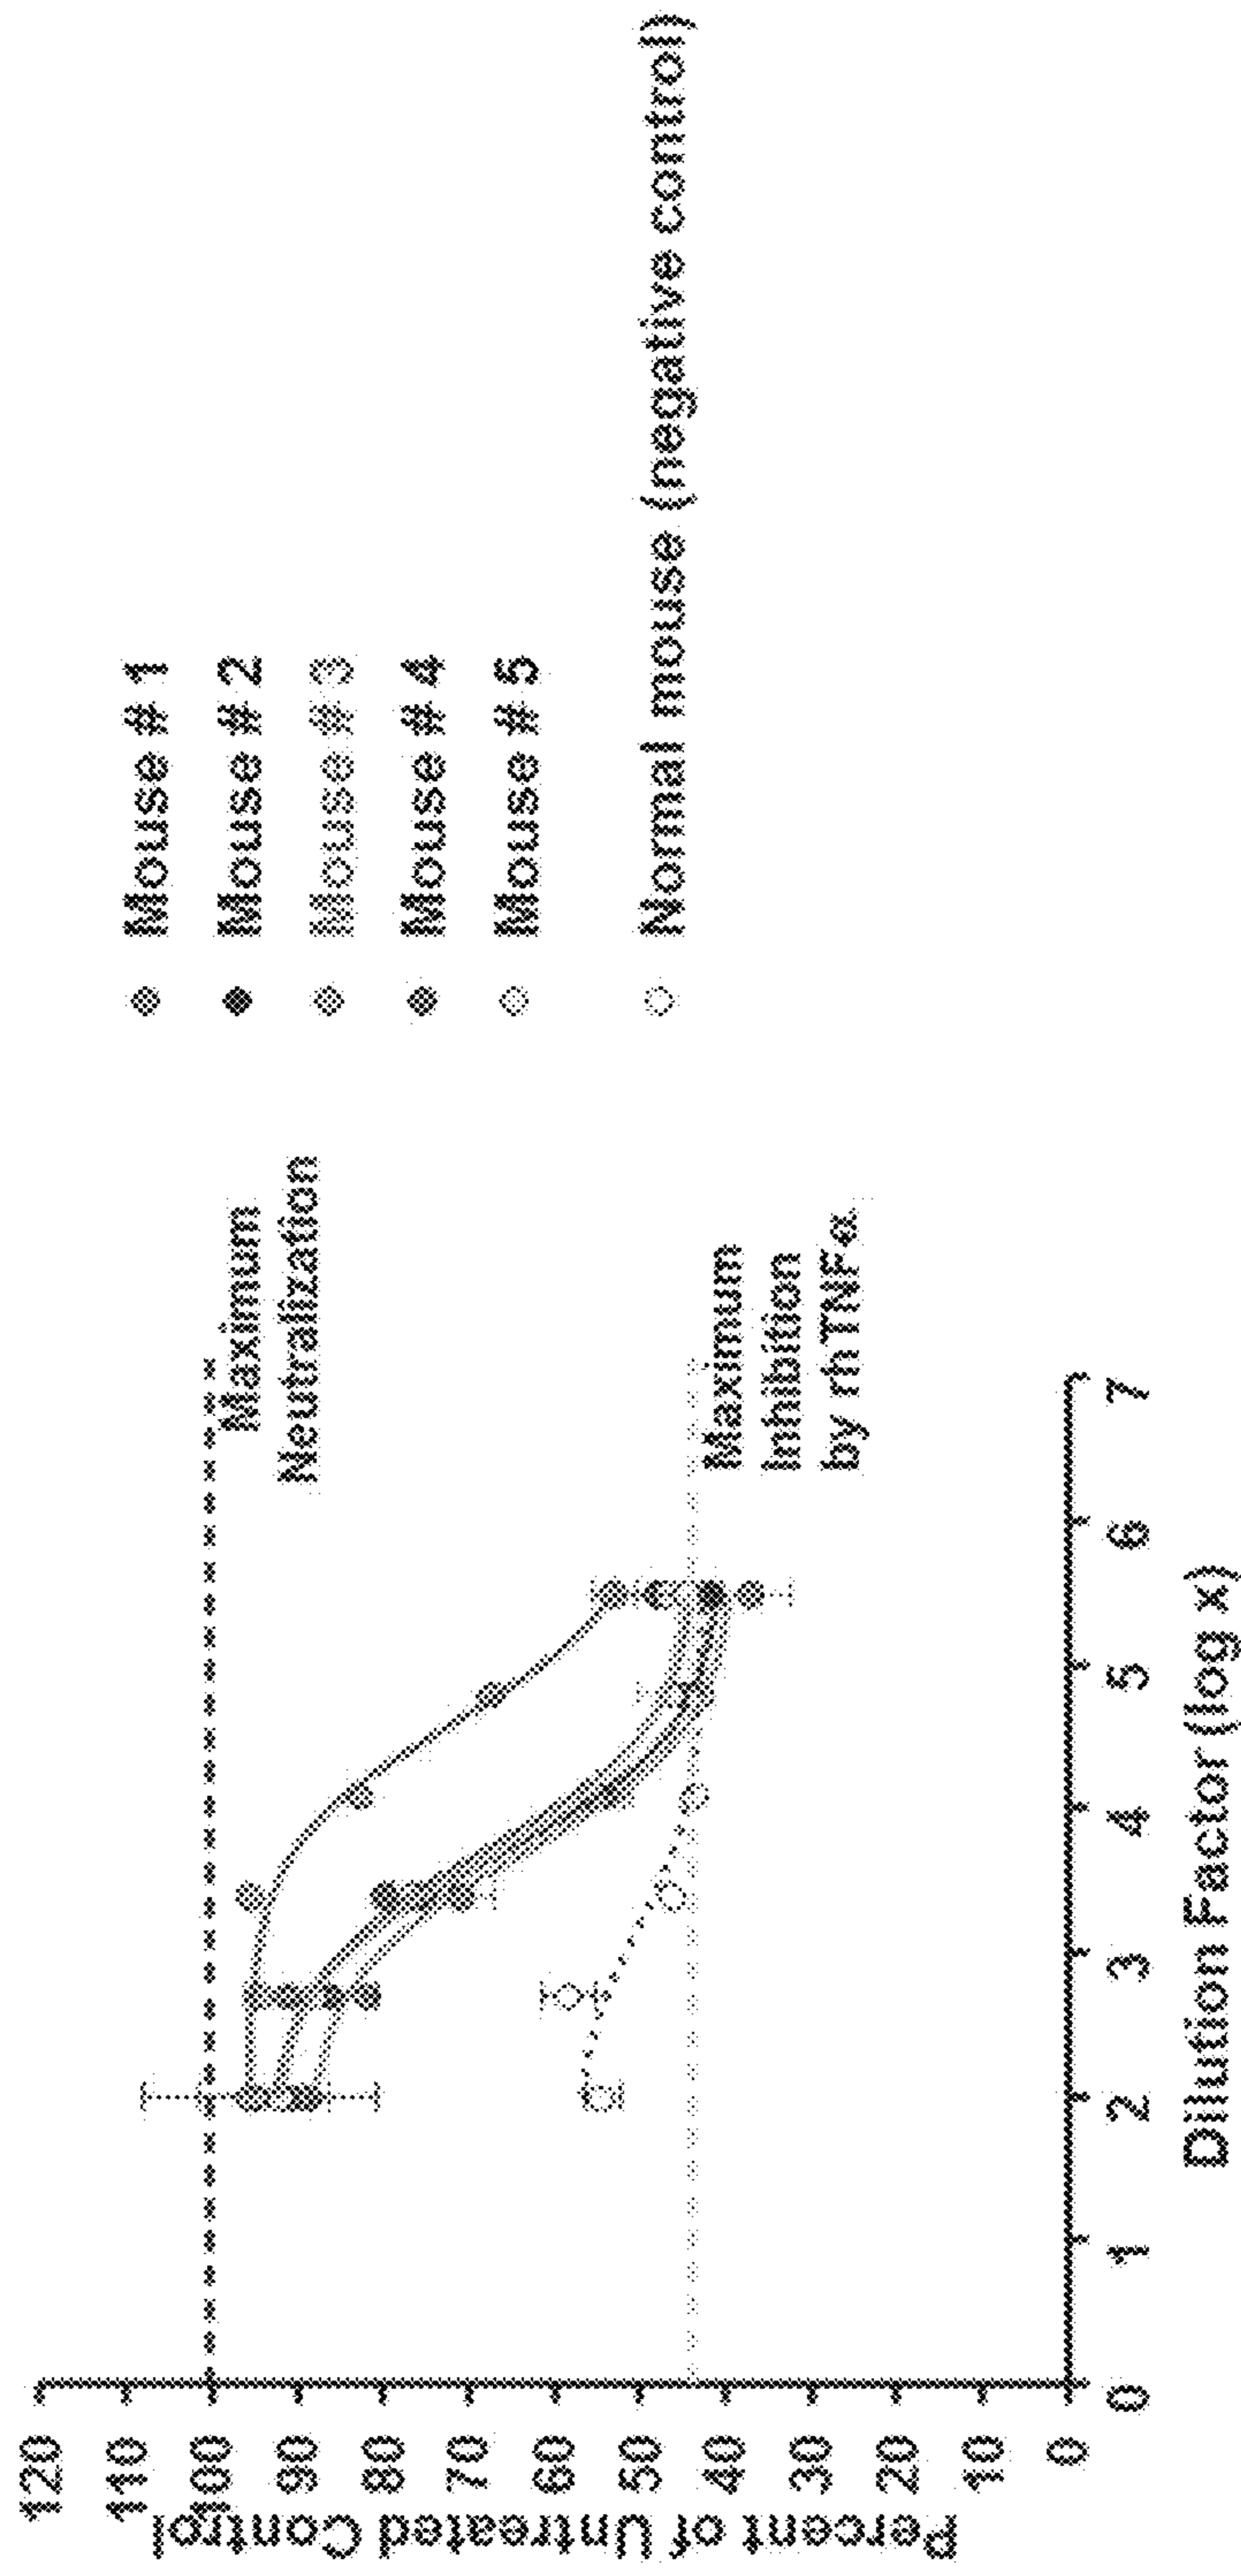 Percent of Untreated Control
120
110
100
90
80
70
60
50
40
30
20
10
0
0
1
2
3
4
5
6
7
Dilution Factor (log x)
Maximum
Neutralization
Maximum
Inhibition
by rhTNFα
Mouse # 1
Mouse # 2
Mouse # 3
Mouse # 4
Mouse # 5
Normal mouse (negative control)